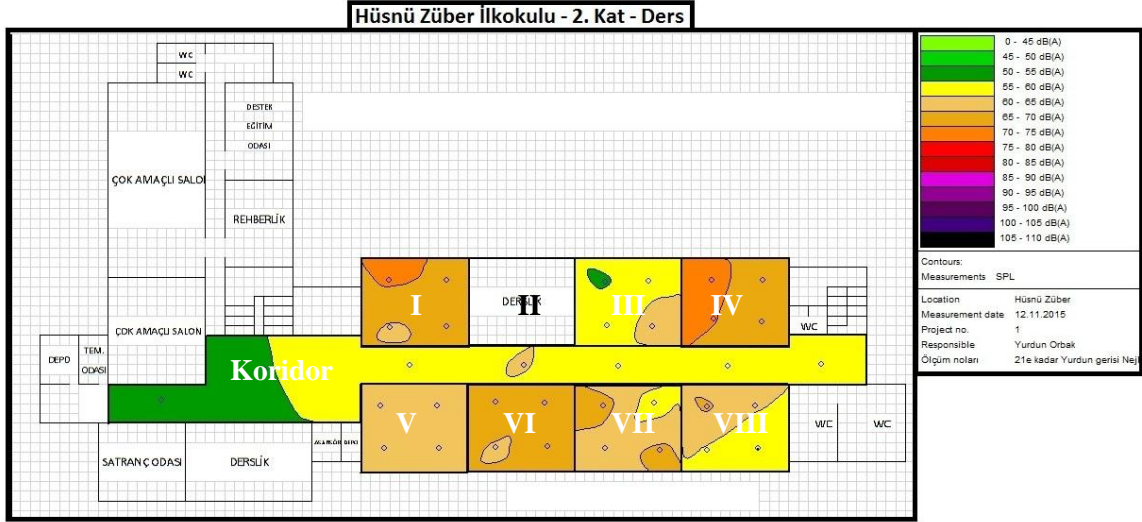 Hüsnü Züber İlkokulu - 2. Kat - Ders
WC
WC
DESTEK
EĞİTİM
ODASI
ÇOK AMAÇLI SALO
REHBERLİK
ÇOK AMAÇLI SALON
DEPO
TEM.
ODASI
Koridor
I
DERSLİK
II
III
IV
WC
V
VI
VII
VIII
WC
WC
SATRANÇ ODASI
DERSLİK
ASANSÖR
DEPO
0 - 45 dB(A)
45 - 50 dB(A)
50 - 55 dB(A)
55 - 60 dB(A)
60 - 65 dB(A)
65 - 70 dB(A)
70 - 75 dB(A)
75 - 80 dB(A)
80 - 85 dB(A)
85 - 90 dB(A)
90 - 95 dB(A)
95 - 100 dB(A)
100 - 105 dB(A)
105 - 110 dB(A)
Contours:
Measurements SPL
Location Hüsnü Züber
Measurement date 12.11.2015
Project no. 1
Responsible Yurdun Orbak
Ölçüm noları 21e kadar Yurdun gerisi Nejl